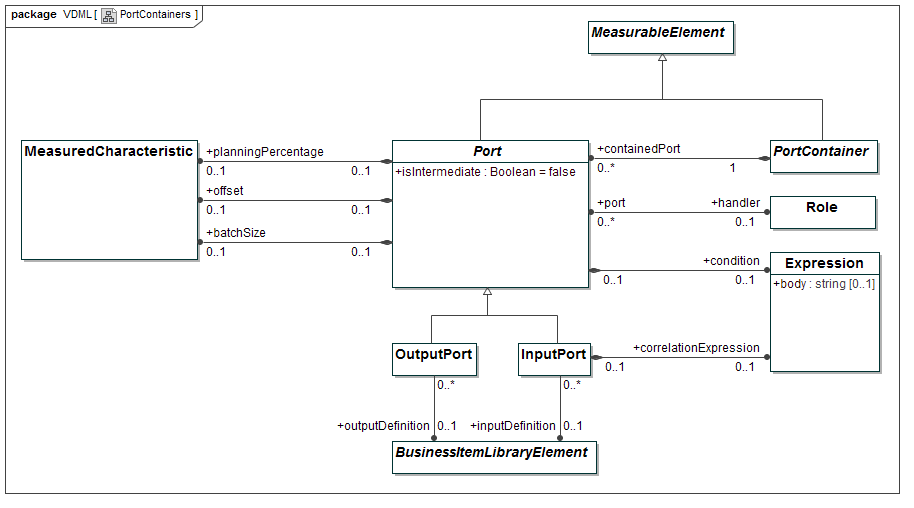 package VDML [ PortContainers ]
MeasurableElement
MeasuredCharacteristic
+planningPercentage
0..1
0..1
+offset
0..1
0..1
+batchSize
0..1
0..1
Port
+isIntermediate : Boolean = false
+containedPort
0..*
1
PortContainer
+port
0..*
+handler
0..1
Role
+condition
0..1
0..1
Expression
+body : string [0..1]
OutputPort
InputPort
+correlationExpression
0..1
0..1
0..*
0..*
+outputDefinition
0..1
+inputDefinition
0..1
BusinessItemLibraryElement